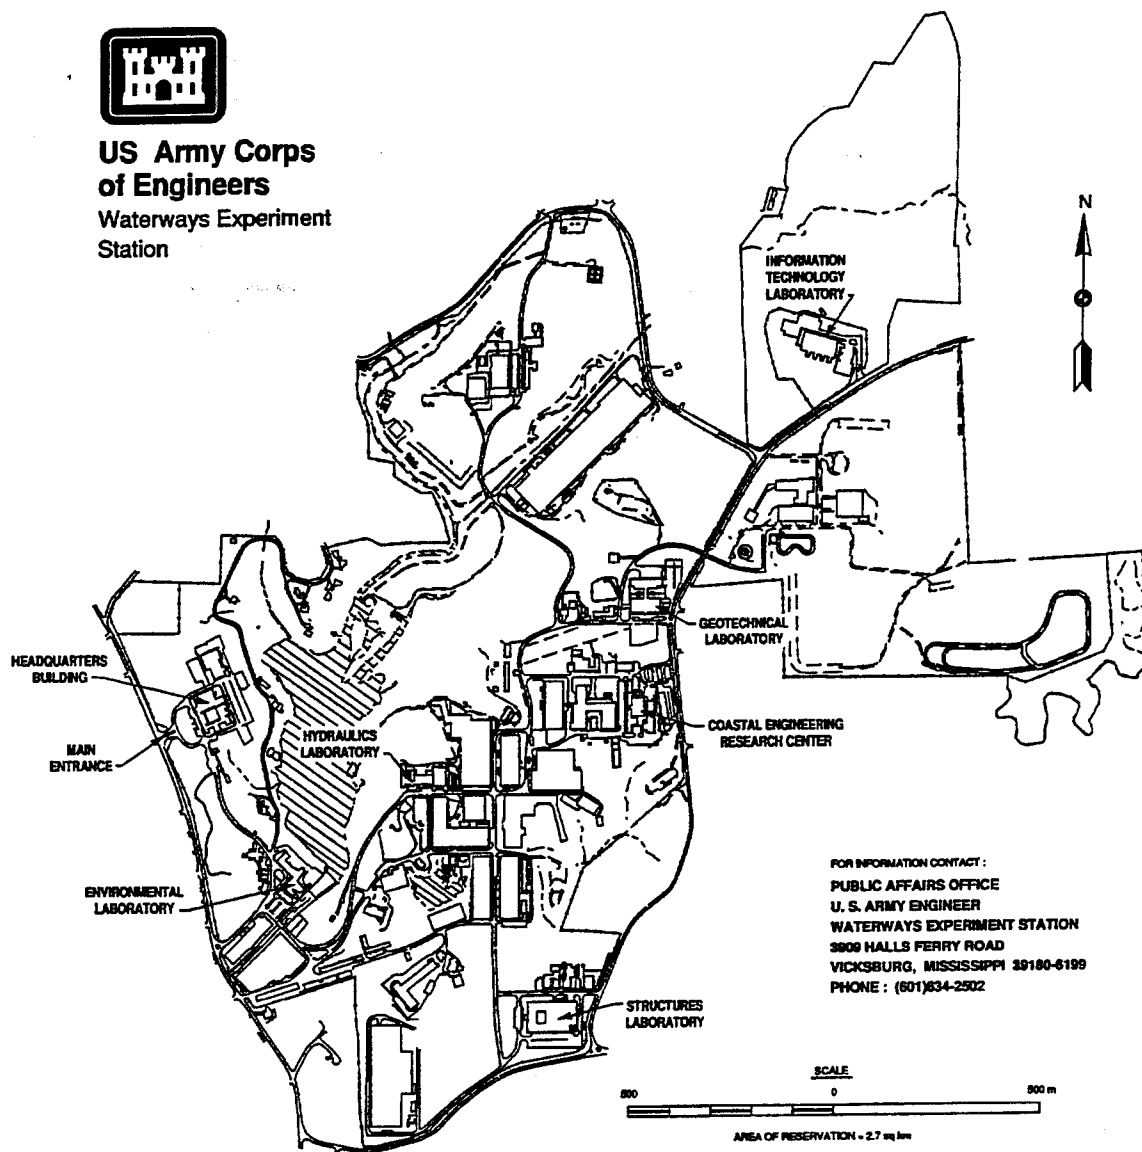 US Army Corps
of Engineers
Waterways Experiment
Station
N
INFORMATION
TECHNOLOGY
LABORATORY
GEOTECHNICAL
LABORATORY
HEADQUARTERS
BUILDING
MAIN
ENTRANCE
HYDRAULICS
LABORATORY
COASTAL ENGINEERING
RESEARCH CENTER
ENVIRONMENTAL
LABORATORY
STRUCTURES
LABORATORY
FOR INFORMATION CONTACT :
PUBLIC AFFAIRS OFFICE
U. S. ARMY ENGINEER
WATERWAYS EXPERIMENT STATION
3909 HALLS FERRY ROAD
VICKSBURG, MISSISSIPPI 39180-6199
PHONE : (601)634-2502
SCALE
500 0 500 m
AREA OF RESERVATION = 2.7 sq km